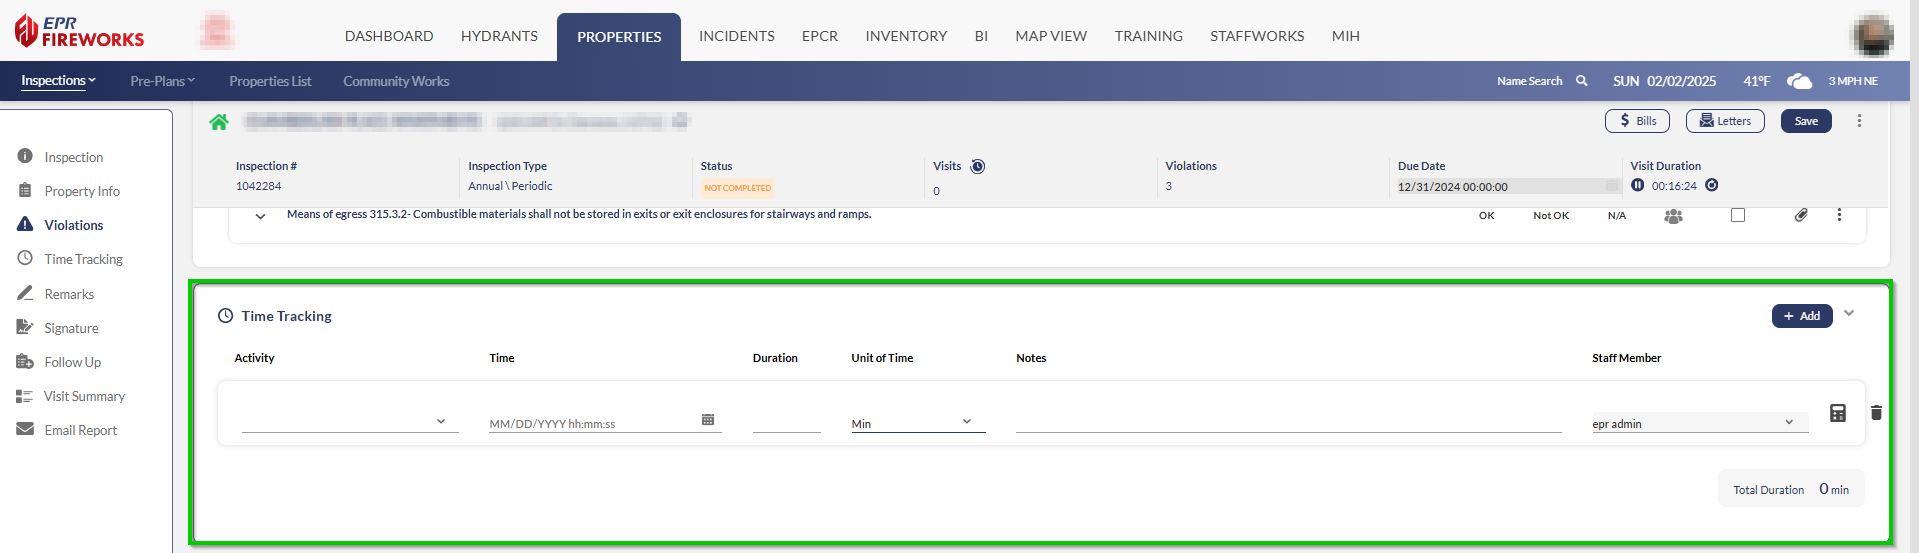 EPR
FIREWORKS
DASHBOARD HYDRANTS PROPERTIES INCIDENTS EPCR INVENTORY BI MAP VIEW TRAINING STAFFWORKS MIH
Inspections Pre-Plans Properties List Community Works Name Search SUN 02/02/2025 41°F 3 MPH NE
$ Bills Letters Save
Inspection
Property Info
Violations
Time Tracking
Remarks
Signature
Follow Up
Visit Summary
Email Report
Inspection # Inspection Type Status Visits Violations Due Date Visit Duration
1042284 Annual \ Periodic NOT COMPLETED 0 3 12/31/2024 00:00:00 00:16:24
Means of egress 315.3.2- Combustible materials shall not be stored in exits or exit enclosures for stairways and ramps. OK Not OK N/A
Time Tracking + Add
Activity Time Duration Unit of Time Notes Staff Member
MM/DD/YYYY hh:mm:ss Min epr admin
Total Duration 0 min